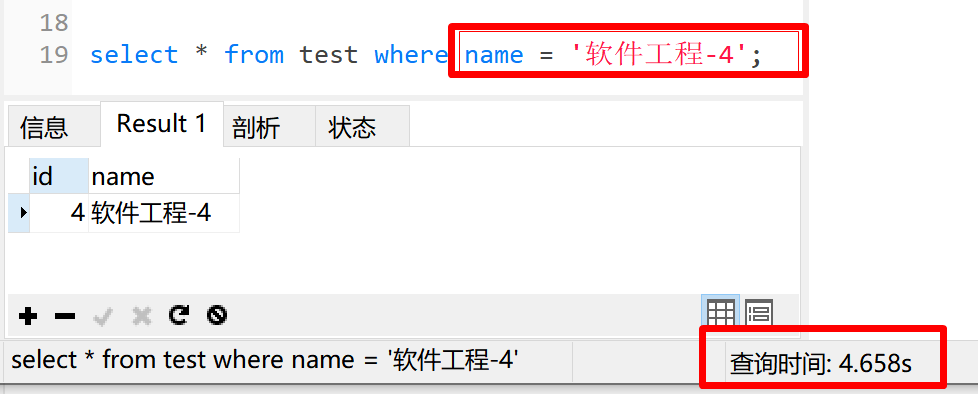 18
19 select * from test where name = '软件工程-4';
信息 Result 1 剖析 状态
id name
4 软件工程-4
select * from test where name = '软件工程-4' 查询时间: 4.658s